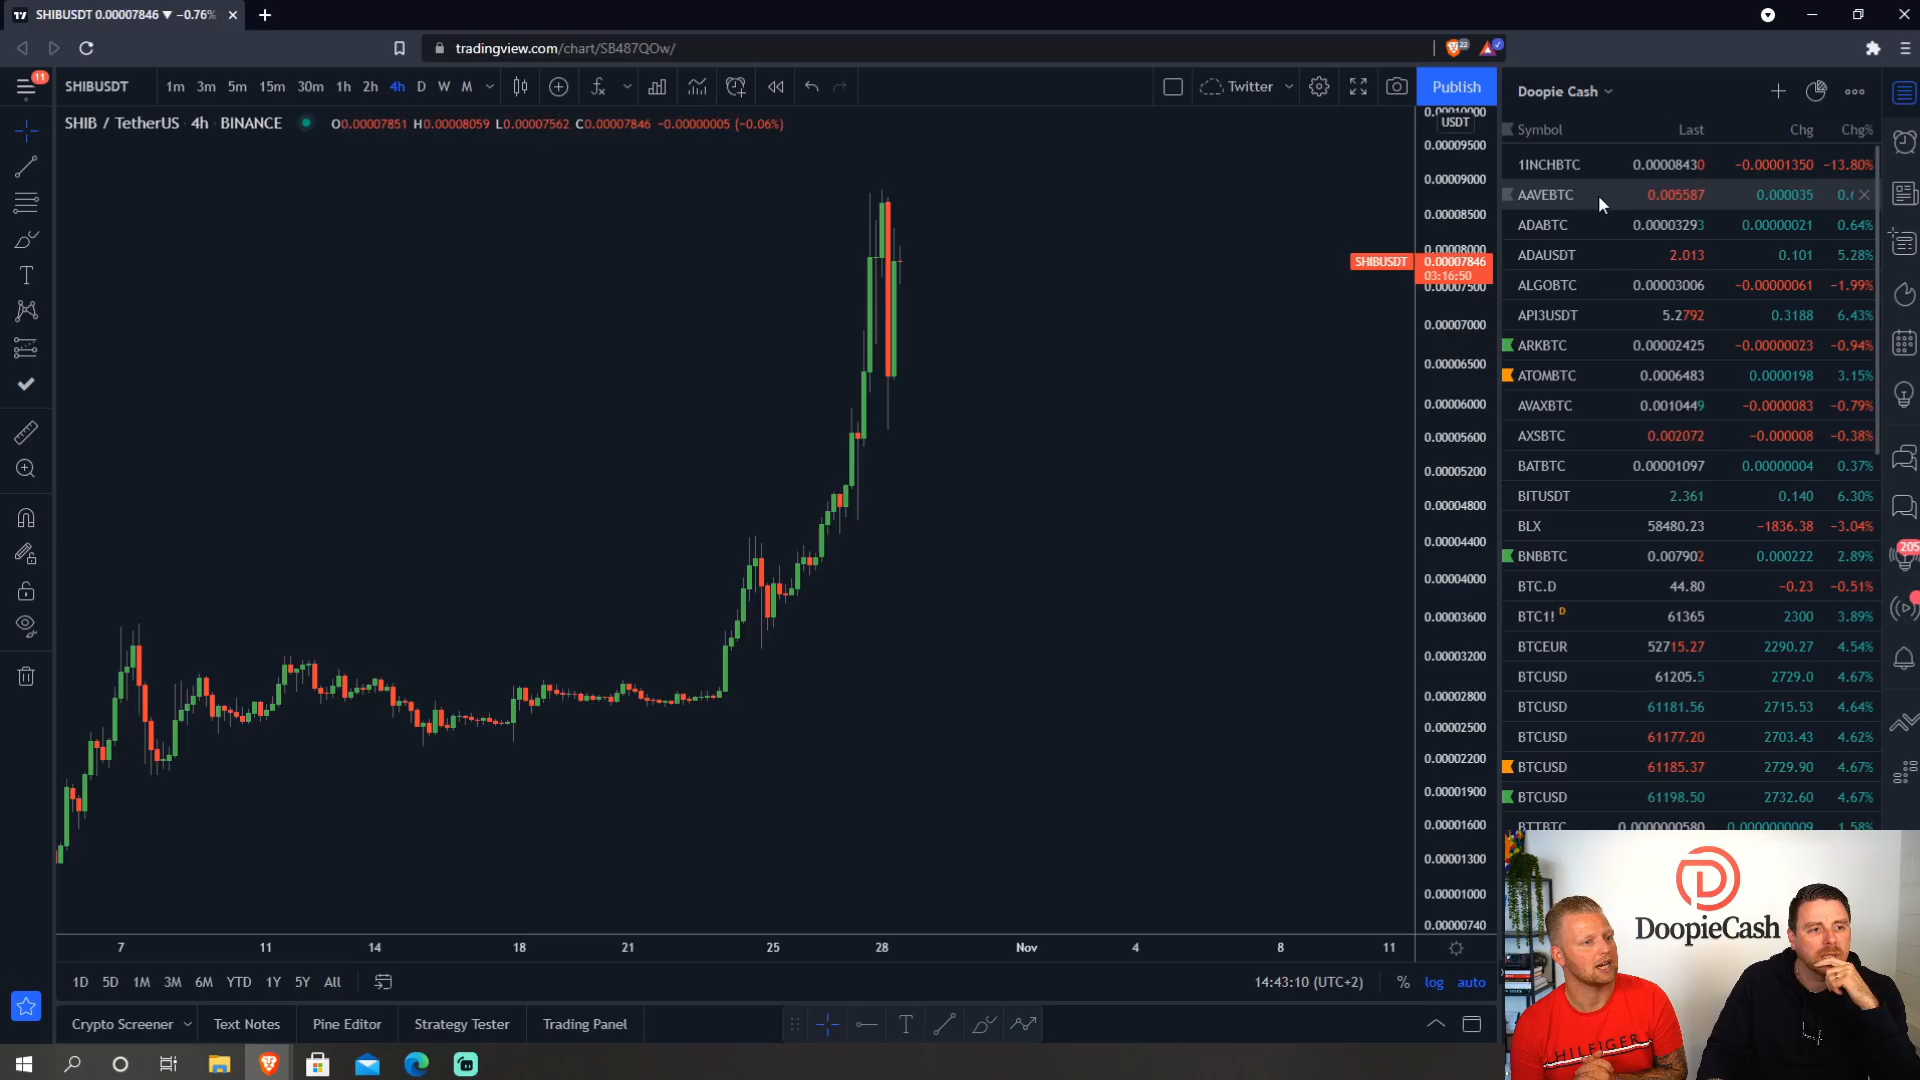 SHIBUSDT 0.00007846 ▼ −0.76%
tradingview.com/chart/SB487QOw/
22
11
SHIBUSDT 1m 3m 5m 15m 30m 1h 2h 4h D W M
Twitter
Publish
SHIB / TetherUS · 4h · BINANCE O0.00007851 H0.00008059 L0.00007562 C0.00007846 −0.00000005 (−0.06%)
USDT
0.00009500
0.00009000
0.00008500
0.00008000
SHIBUSDT 0.00007846
03:16:50
0.00007500
0.00007000
0.00006500
0.00006000
0.00005600
0.00005200
0.00004800
0.00004400
0.00004000
0.00003600
0.00003200
0.00002800
0.00002500
0.00002200
0.00001900
0.00001600
0.00001300
0.00001000
0.00000740
7 11 14 18 21 25 28 Nov 4 8 11
1D 5D 1M 3M 6M YTD 1Y 5Y All
14:43:10 (UTC+2) % log auto
Crypto Screener Text Notes Pine Editor Strategy Tester Trading Panel
Doopie Cash
Symbol Last Chg Chg%
1INCHBTC 0.00008430 −0.00001350 −13.80%
AAVEBTC 0.005587 0.000035
ADABTC 0.00003293 0.00000021 0.64%
ADAUSDT 2.013 0.101 5.28%
ALGOBTC 0.00003006 −0.00000061 −1.99%
API3USDT 5.2792 0.3188 6.43%
ARKBTC 0.00002425 −0.00000023 −0.94%
ATOMBTC 0.0006483 0.0000198 3.15%
AVAXBTC 0.0010449 −0.0000083 −0.79%
AXSBTC 0.002072 −0.000008 −0.38%
BATBTC 0.00001097 0.00000004 0.37%
BITUSDT 2.361 0.140 6.30%
BLX 58480.23 −1836.38 −3.04%
BNBBTC 0.007902 0.000222 2.89%
BTC.D 44.80 −0.23 −0.51%
BTC1! D 61365 2300 3.89%
BTCEUR 52715.27 2290.27 4.54%
BTCUSD 61205.5 2729.0 4.67%
BTCUSD 61181.56 2715.53 4.64%
BTCUSD 61177.20 2703.43 4.62%
BTCUSD 61185.37 2729.90 4.67%
BTCUSD 61198.50 2732.60 4.67%
BTTBTC 0.0000000580 0.0000000009 1.58%
205
DoopieCash
HILFIGER